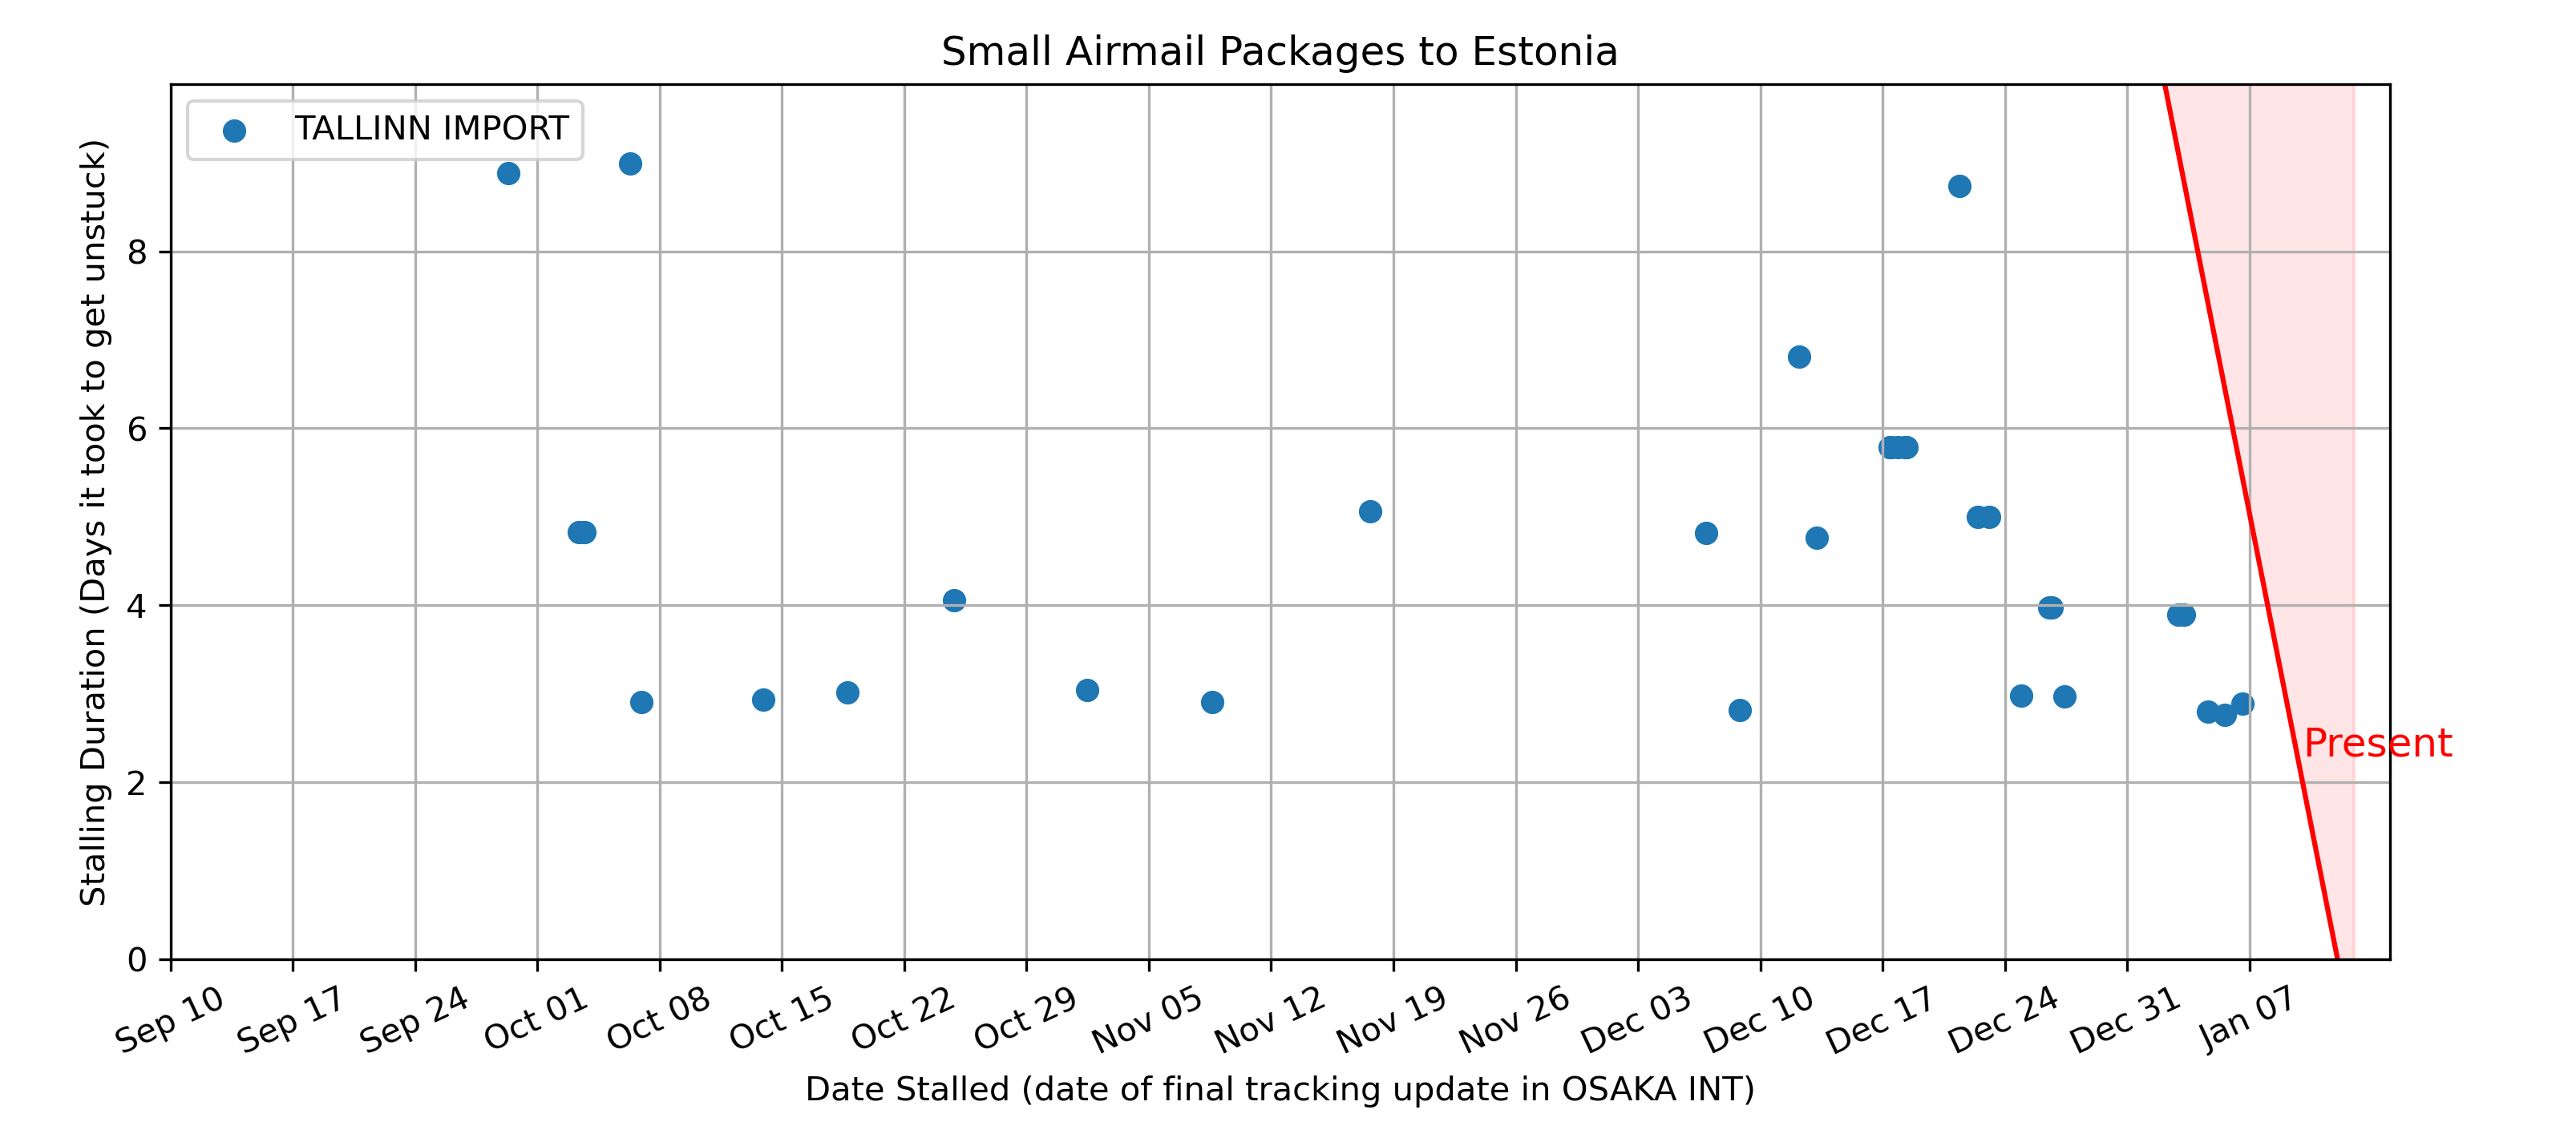 Small Airmail Packages to Estonia
TALLINN IMPORT
Stalling Duration (Days it took to get unstuck)
8
6
4
2
0
Present
Sep 10
Sep 17
Sep 24
Oct 01
Oct 08
Oct 15
Oct 22
Oct 29
Nov 05
Nov 12
Nov 19
Nov 26
Dec 03
Dec 10
Dec 17
Dec 24
Dec 31
Jan 07
Date Stalled (date of final tracking update in OSAKA INT)